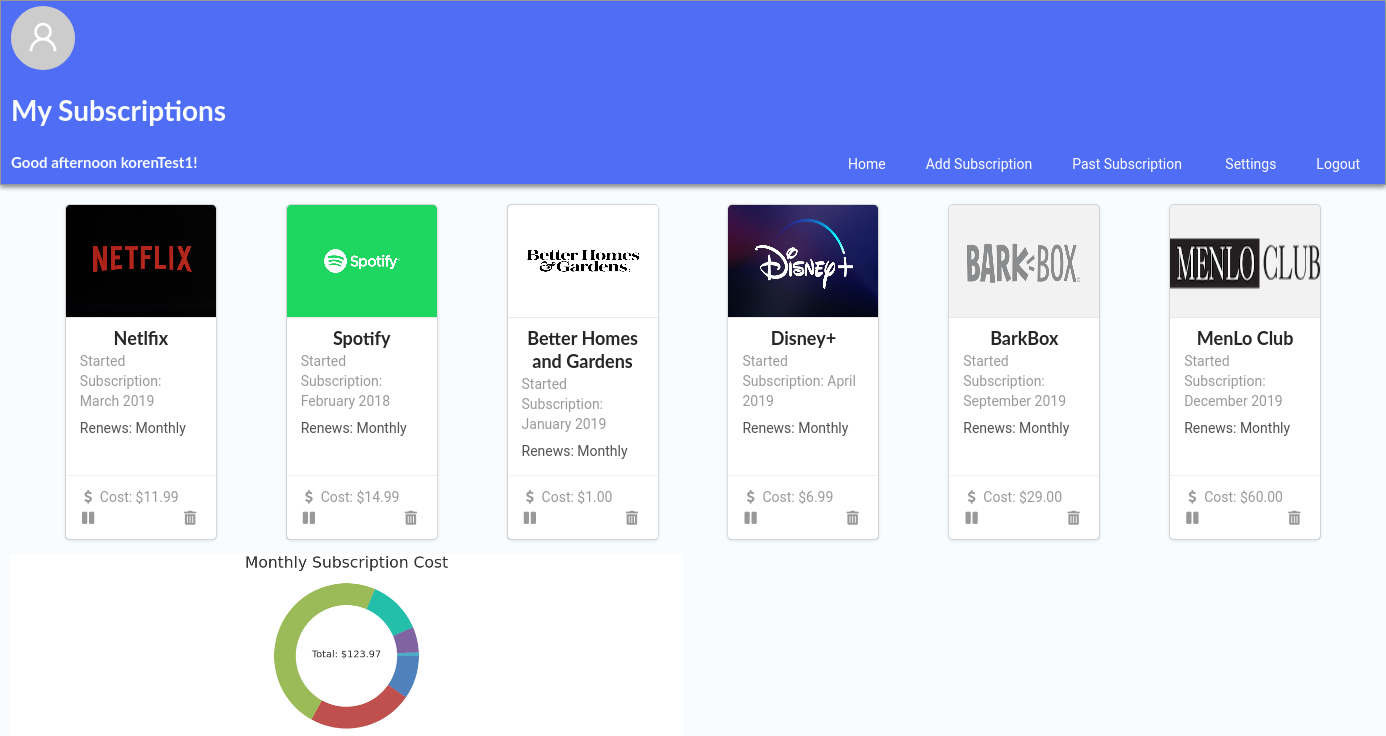 My Subscriptions
Good afternoon korenTest1!
Home Add Subscription Past Subscription Settings Logout
NETFLIX
Netlfix
Started
Subscription:
March 2019
Renews: Monthly
Cost: $11.99
Spotify
Spotify
Started
Subscription:
February 2018
Renews: Monthly
Cost: $14.99
Better Homes
& Gardens.
Better Homes
and Gardens
Started
Subscription:
January 2019
Renews: Monthly
Cost: $1.00
Disney+
Disney+
Started
Subscription: April
2019
Renews: Monthly
Cost: $6.99
BARK BOX
BarkBox
Started
Subscription:
September 2019
Renews: Monthly
Cost: $29.00
MENLO CLUB
MenLo Club
Started
Subscription:
December 2019
Renews: Monthly
Cost: $60.00
Monthly Subscription Cost
Total: $123.97